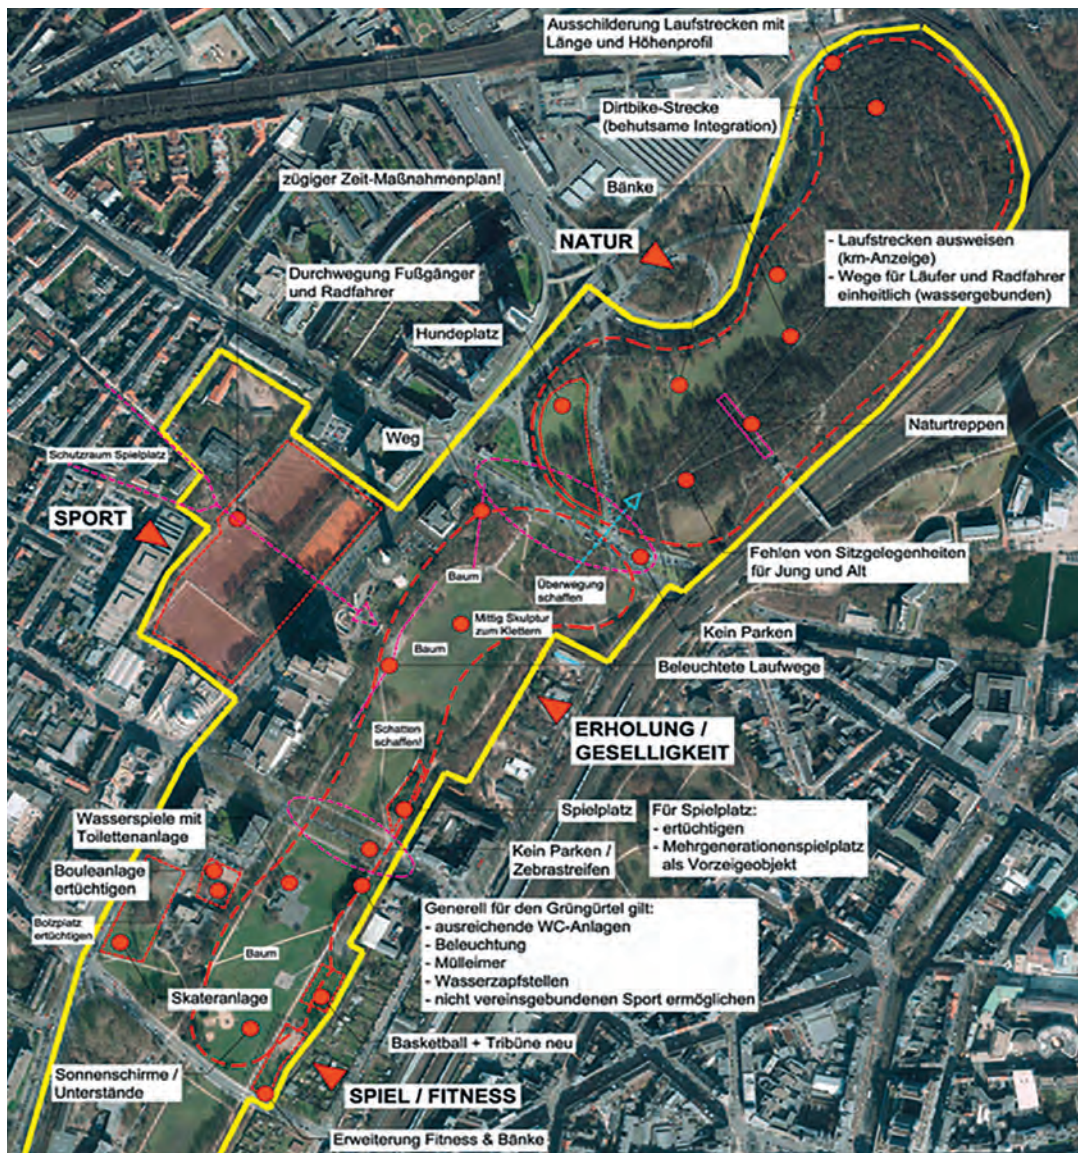 Ausschilderung Laufstrecken mit
Länge und Höhenprofil
Dirtbike-Strecke
(behutsame Integration)
zügiger Zeit-Maßnahmenplan!
Bänke
NATUR
- Laufstrecken ausweisen
(km-Anzeige)
- Wege für Läufer und Radfahrer
einheitlich (wassergebunden)
Durchwegung Fußgänger
und Radfahrer
Hundeplatz
Weg
Naturtreppen
Schutzraum Spielplatz
SPORT
Fehlen von Sitzgelegenheiten
für Jung und Alt
Baum
Überwegung
schaffen
Mittig Skulptur
zum Klettern
Kein Parken
Baum
Beleuchtete Laufwege
Schatten
schaffen!
ERHOLUNG /
GESELLIGKEIT
Wasserspiele mit
Toilettenanlage
Spielplatz
Für Spielplatz:
- ertüchtigen
- Mehrgenerationenspielplatz
als Vorzeigeobjekt
Kein Parken /
Zebrastreifen
Bouleanlage
ertüchtigen
Bolzplatz
ertüchtigen
Generell für den Grüngürtel gilt:
- ausreichende WC-Anlagen
- Beleuchtung
- Mülleimer
- Wasserzapfstellen
- nicht vereinsgebundenen Sport ermöglichen
Baum
Skateranlage
Basketball + Tribüne neu
Sonnenschirme /
Unterstände
SPIEL / FITNESS
Erweiterung Fitness & Bänke